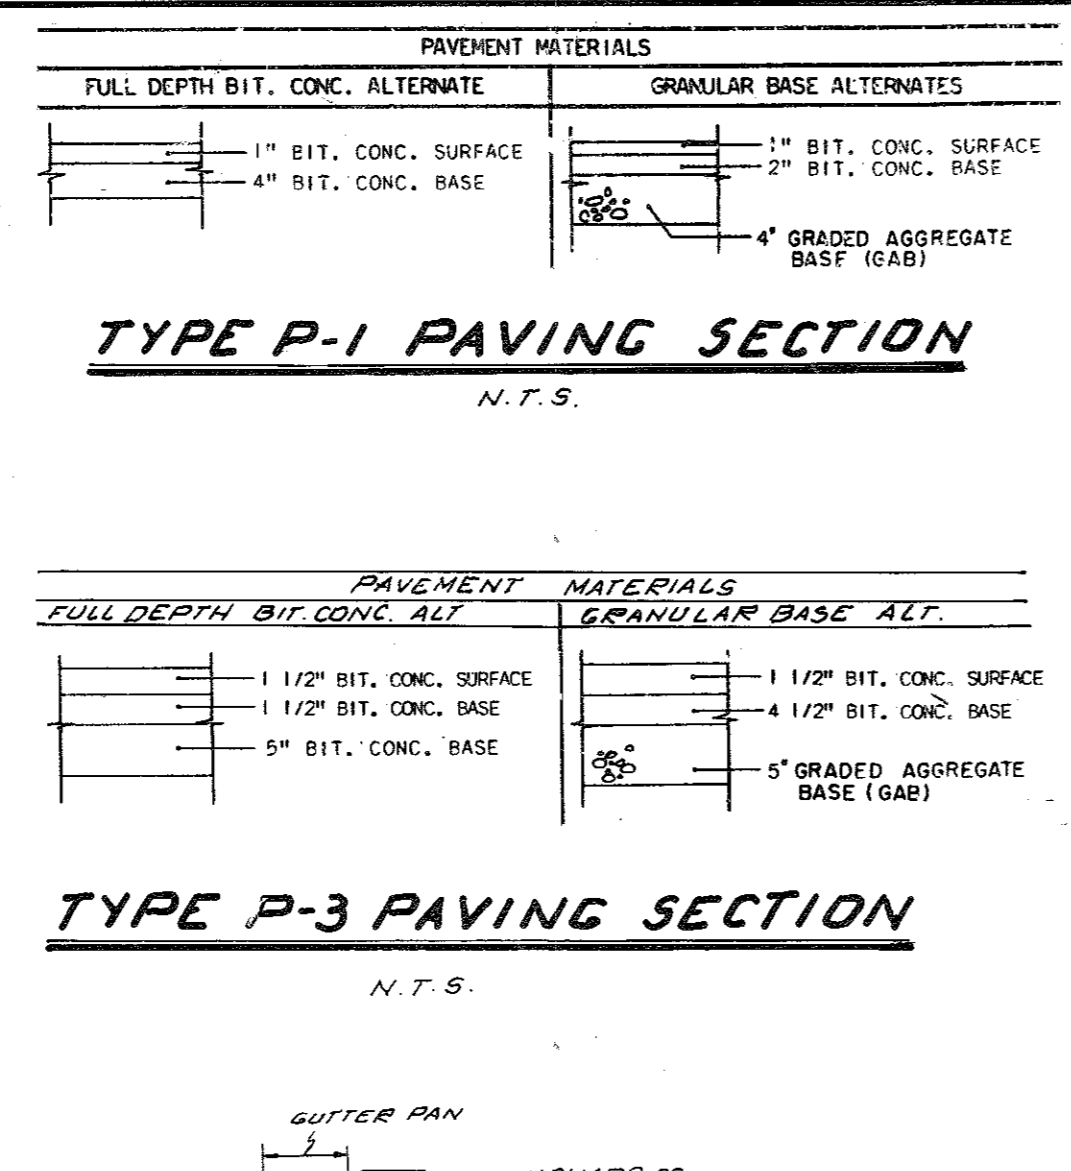 PAVEMENT MATERIALS
FULL DEPTH BIT. CONC. ALTERNATE
GRANULAR BASE ALTERNATES
1" BIT. CONC. SURFACE
4" BIT. CONC. BASE
1" BIT. CONC. SURFACE
2" BIT. CONC. BASE
4" GRADED AGGREGATE
BASE (GAB)
TYPE P-1 PAVING SECTION
N.T.S.
PAVEMENT MATERIALS
FULL DEPTH BIT. CONC. ALT
GRANULAR BASE ALT.
1 1/2" BIT. CONC. SURFACE
1 1/2" BIT. CONC. BASE
5" BIT. CONC. BASE
1 1/2" BIT. CONC. SURFACE
4 1/2" BIT. CONC. BASE
5" GRADED AGGREGATE
BASE (GAB)
TYPE P-3 PAVING SECTION
N.T.S.
GUTTER PAN